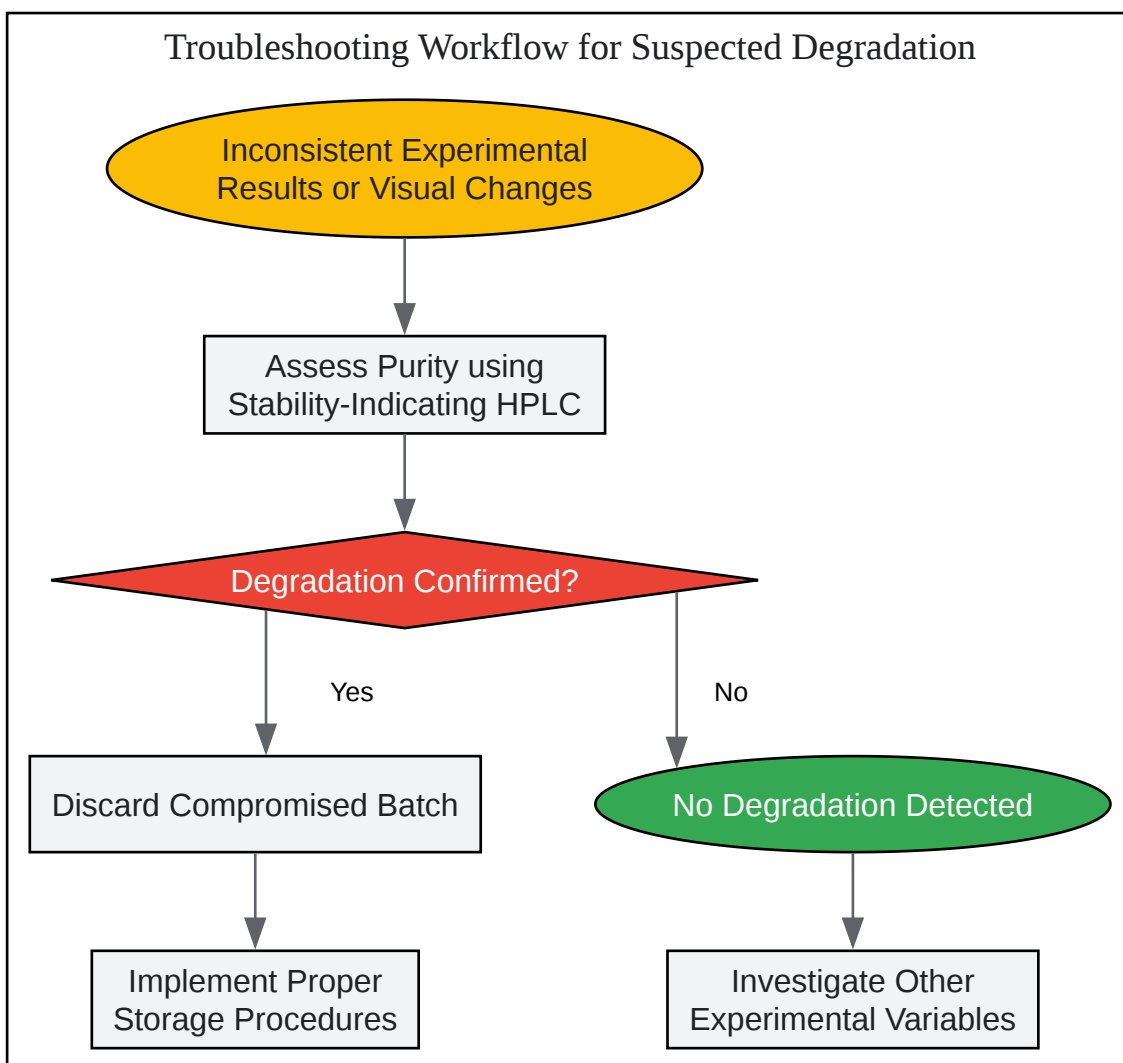 Troubleshooting Workflow for Suspected Degradation
Inconsistent Experimental
Results or Visual Changes
Assess Purity using
Stability-Indicating HPLC
Degradation Confirmed?
Yes
No
Discard Compromised Batch
No Degradation Detected
Implement Proper
Storage Procedures
Investigate Other
Experimental Variables